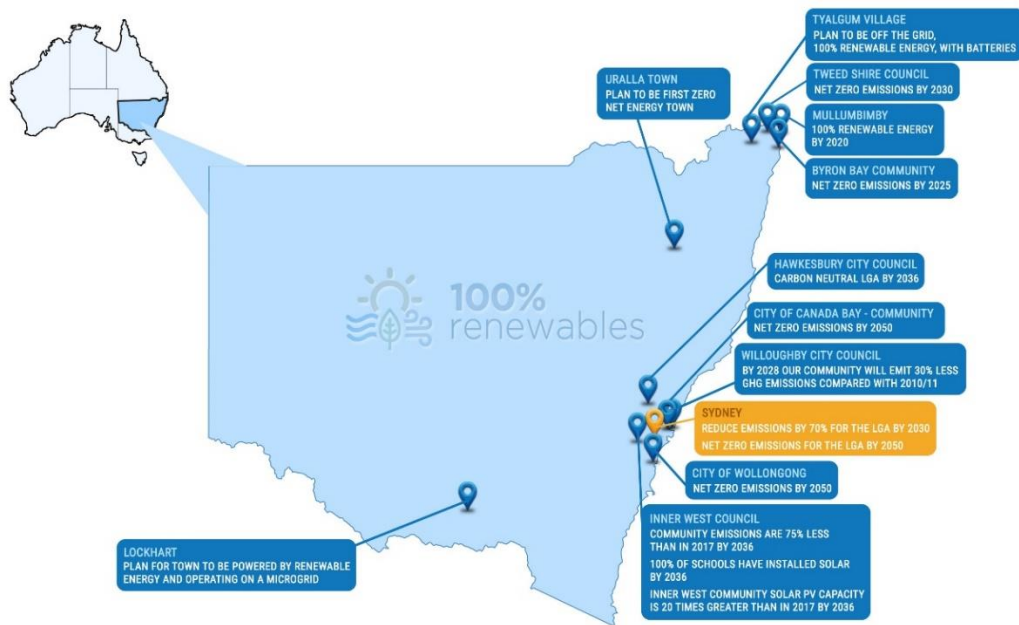 TYALGUM VILLAGE
PLAN TO BE OFF THE GRID,
100% RENEWABLE ENERGY, WITH BATTERIES
URALLA TOWN
PLAN TO BE FIRST ZERO
NET ENERGY TOWN
TWEED SHIRE COUNCIL
NET ZERO EMISSIONS BY 2030
MULLUMBIMBY
100% RENEWABLE ENERGY
BY 2020
BYRON BAY COMMUNITY
NET ZERO EMISSIONS BY 2025
HAWKESBURY CITY COUNCIL
CARBON NEUTRAL LGA BY 2036
100%
renewables
CITY OF CANADA BAY - COMMUNITY
NET ZERO EMISSIONS BY 2050
WILLOUGHBY CITY COUNCIL
BY 2028 OUR COMMUNITY WILL EMIT 30% LESS
GHG EMISSIONS COMPARED WITH 2010/11
SYDNEY
REDUCE EMISSIONS BY 70% FOR THE LGA BY 2030
NET ZERO EMISSIONS FOR THE LGA BY 2050
CITY OF WOLLONGONG
NET ZERO EMISSIONS BY 2050
INNER WEST COUNCIL
COMMUNITY EMISSIONS ARE 75% LESS
THAN IN 2017 BY 2036
100% OF SCHOOLS HAVE INSTALLED SOLAR
BY 2036
INNER WEST COMMUNITY SOLAR PV CAPACITY
IS 20 TIMES GREATER THAN IN 2017 BY 2036
LOCKHART
PLAN FOR TOWN TO BE POWERED BY RENEWABLE
ENERGY AND OPERATING ON A MICROGRID